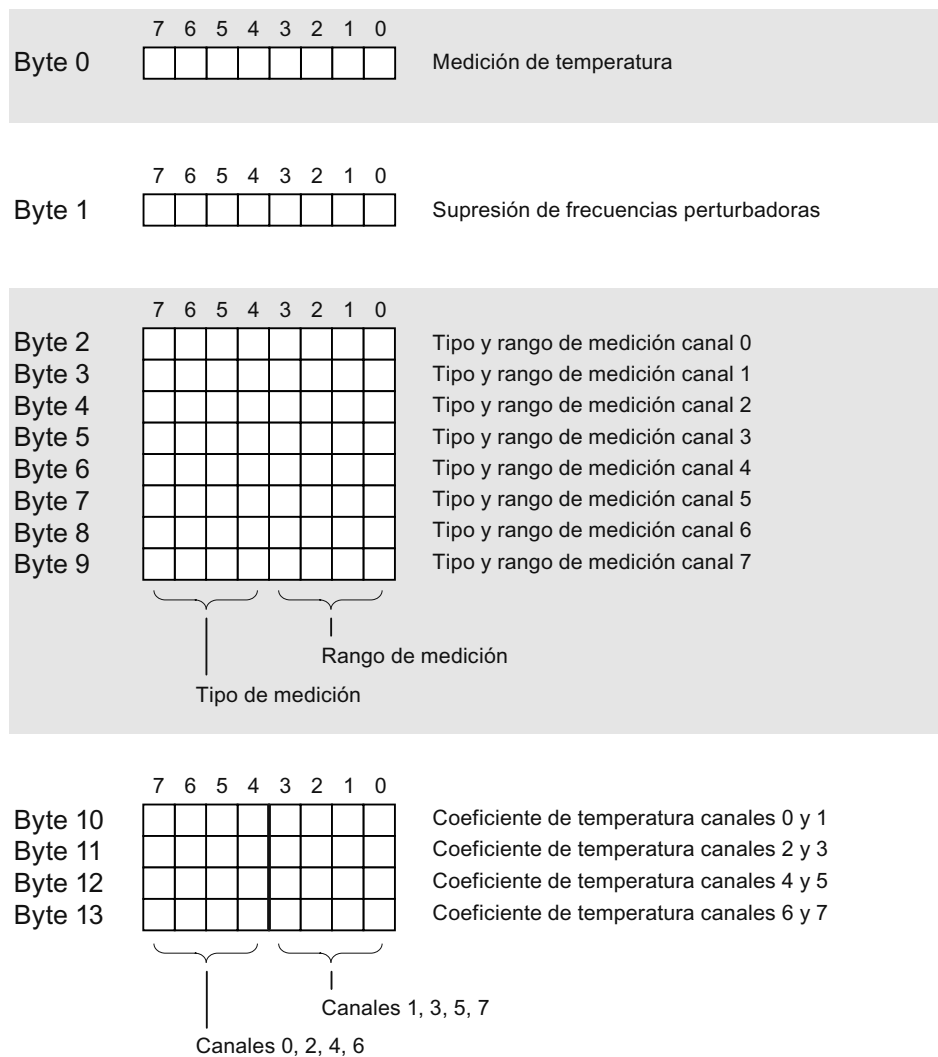 7 6 5 4 3 2 1 0
Byte 0 Medición de temperatura
7 6 5 4 3 2 1 0
Byte 1 Supresión de frecuencias perturbadoras
7 6 5 4 3 2 1 0
Byte 2 Tipo y rango de medición canal 0
Byte 3 Tipo y rango de medición canal 1
Byte 4 Tipo y rango de medición canal 2
Byte 5 Tipo y rango de medición canal 3
Byte 6 Tipo y rango de medición canal 4
Byte 7 Tipo y rango de medición canal 5
Byte 8 Tipo y rango de medición canal 6
Byte 9 Tipo y rango de medición canal 7
Rango de medición
Tipo de medición
7 6 5 4 3 2 1 0
Byte 10 Coeficiente de temperatura canales 0 y 1
Byte 11 Coeficiente de temperatura canales 2 y 3
Byte 12 Coeficiente de temperatura canales 4 y 5
Byte 13 Coeficiente de temperatura canales 6 y 7
Canales 1, 3, 5, 7
Canales 0, 2, 4, 6